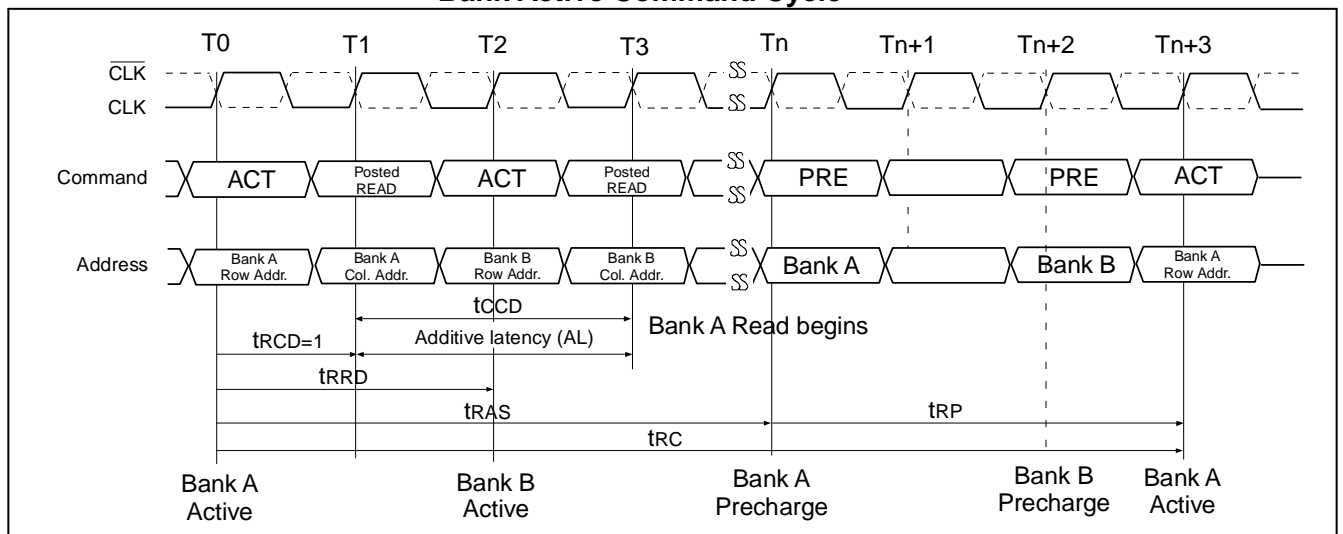 Bank Active Command Cycle
T0 T1 T2 T3 Tn Tn+1 Tn+2 Tn+3
CLK
CLK
Command ACT Posted READ ACT Posted READ PRE PRE ACT
Address Bank A Row Addr. Bank A Col. Addr. Bank B Row Addr. Bank B Col. Addr. Bank A Bank B Bank A Row Addr.
tCCD
Bank A Read begins
tRCD=1 Additive latency (AL)
tRRD
tRAS tRP
tRC
Bank A Active Bank B Active Bank A Precharge Bank B Precharge Bank A Active